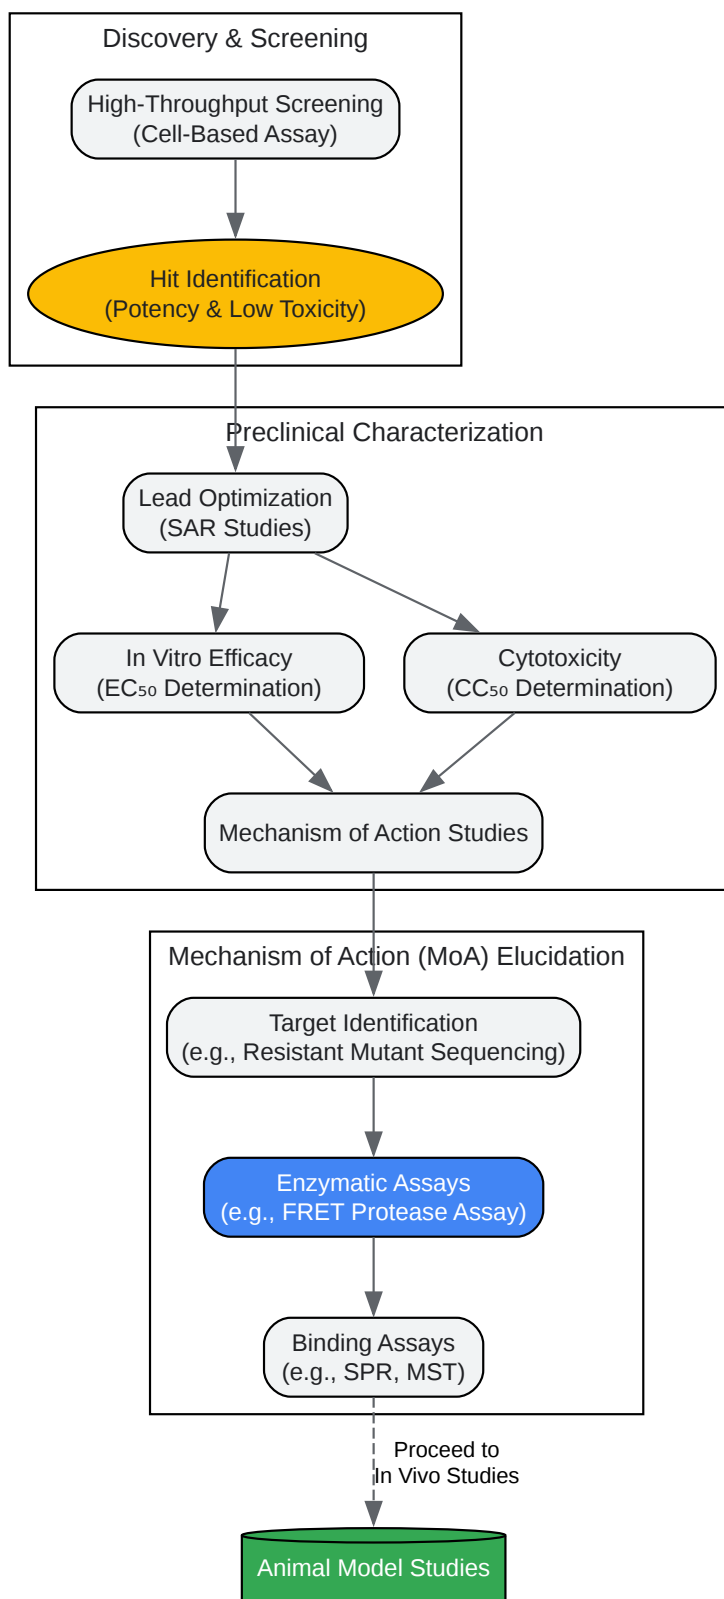 Discovery & Screening
High-Throughput Screening
(Cell-Based Assay)
Hit Identification
(Potency & Low Toxicity)
Preclinical Characterization
Lead Optimization
(SAR Studies)
In Vitro Efficacy
(EC₅₀ Determination)
Cytotoxicity
(CC₅₀ Determination)
Mechanism of Action Studies
Mechanism of Action (MoA) Elucidation
Target Identification
(e.g., Resistant Mutant Sequencing)
Enzymatic Assays
(e.g., FRET Protease Assay)
Binding Assays
(e.g., SPR, MST)
Proceed to
In Vivo Studies
Animal Model Studies